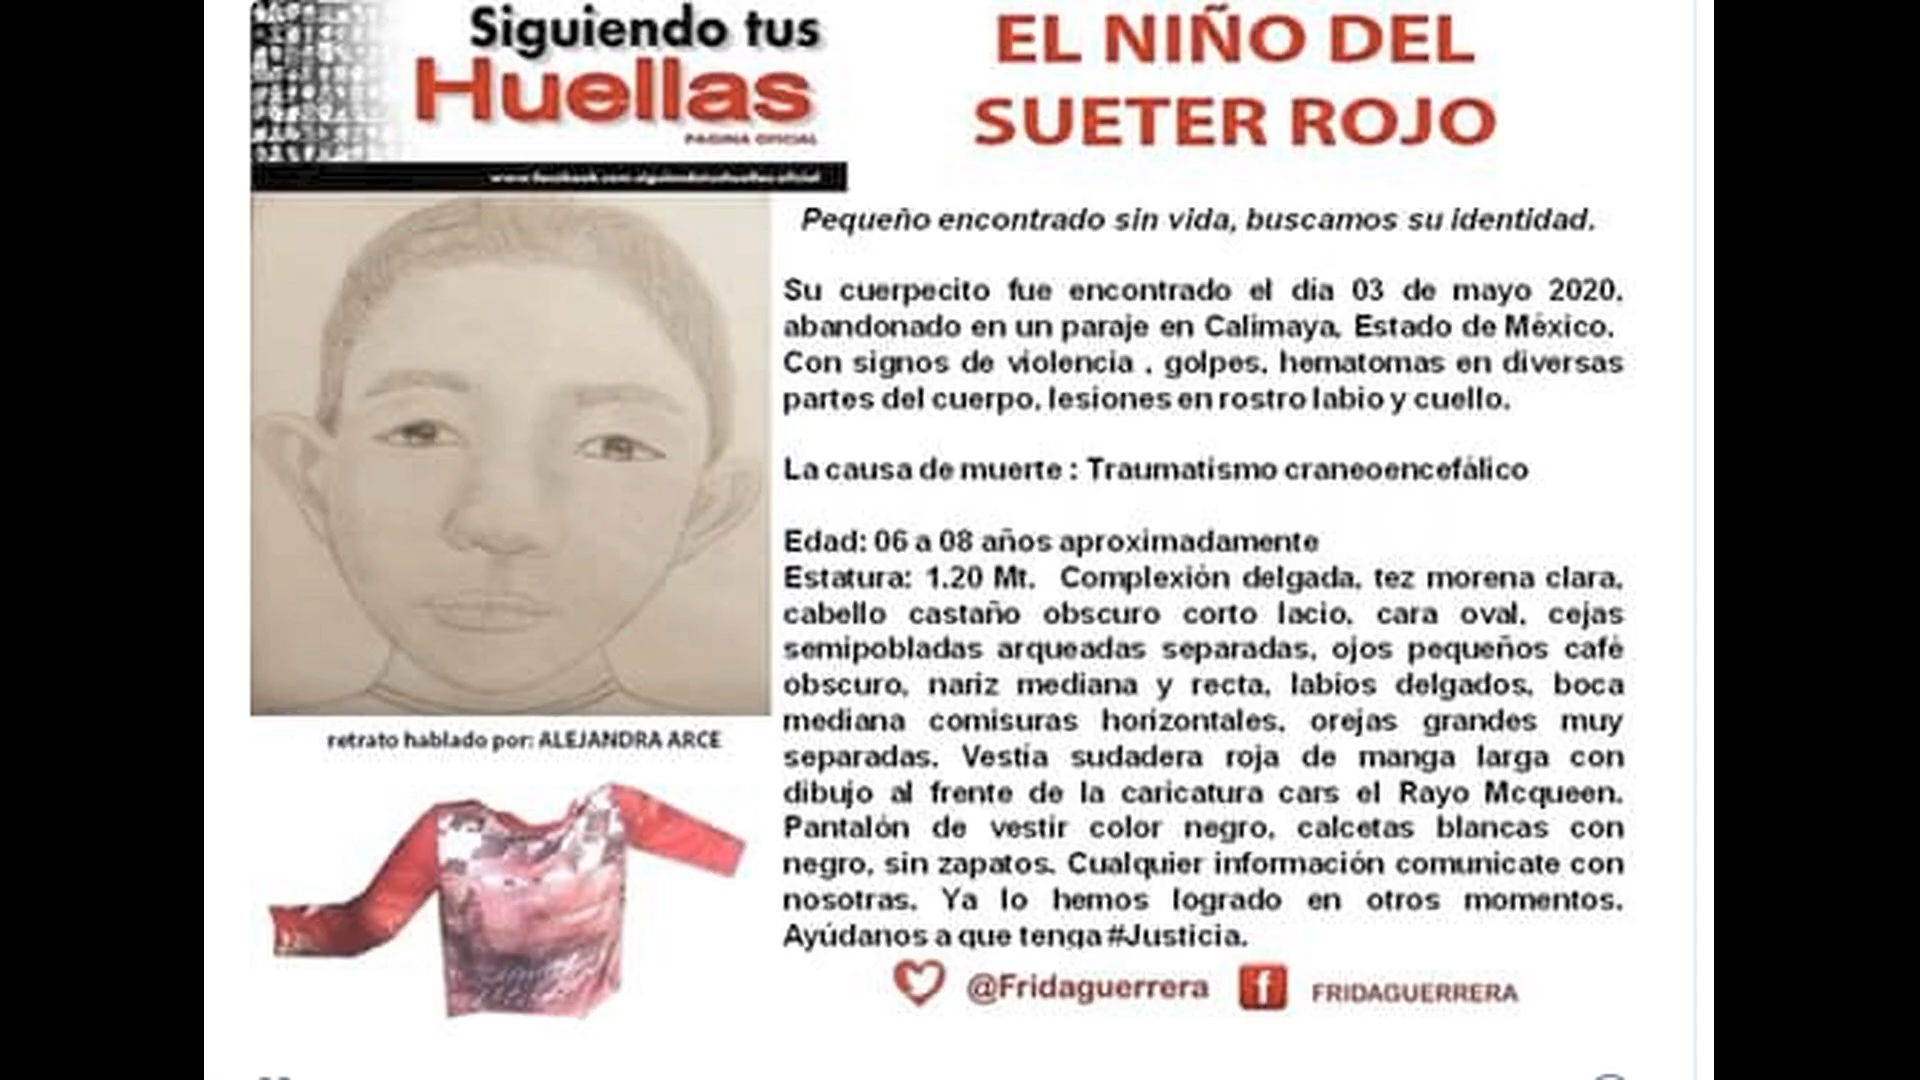 Siguiendo tus
Huellas
PAGINA OFICIAL
EL NIÑO DEL
SUETER ROJO
Pequeño encontrado sin vida, buscamos su identidad.
Su cuerpecito fue encontrado el día 03 de mayo 2020,
abandonado en un paraje en Calimaya, Estado de México.
Con signos de violencia , golpes, hematomas en diversas
partes del cuerpo, lesiones en rostro labio y cuello.
La causa de muerte : Traumatismo craneoencefálico
Edad: 06 a 08 años aproximadamente
Estatura: 1.20 Mt. Complexión delgada, tez morena clara,
cabello castaño obscuro corto lacio, cara oval, cejas
semipobladas arqueadas separadas, ojos pequeños café
obscuro, nariz mediana y recta, labios delgados, boca
mediana comisuras horizontales, orejas grandes muy
separadas. Vestía sudadera roja de manga larga con
dibujo al frente de la caricatura cars el Rayo Mcqueen.
Pantalón de vestir color negro, calcetas blancas con
negro, sin zapatos. Cualquier información comunicate con
nosotras. Ya lo hemos logrado en otros momentos.
Ayúdanos a que tenga #Justicia.
retrato hablado por: ALEJANDRA ARCE
@Fridaguerrera f FRIDAGUERRERA